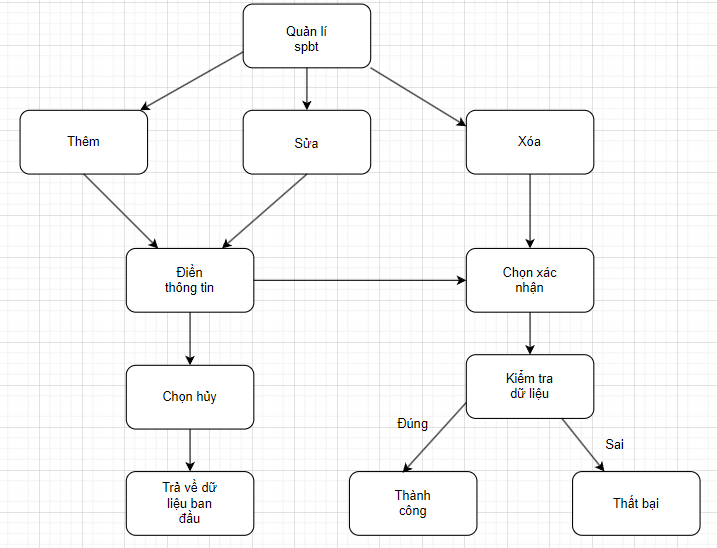 Quản lí
spbt
Thêm
Sửa
Xóa
Điền
thông tin
Chọn xác
nhận
Chọn hủy
Kiểm tra
dữ liệu
Đúng
Sai
Trả về dữ
liệu ban
đầu
Thành
công
Thất bại